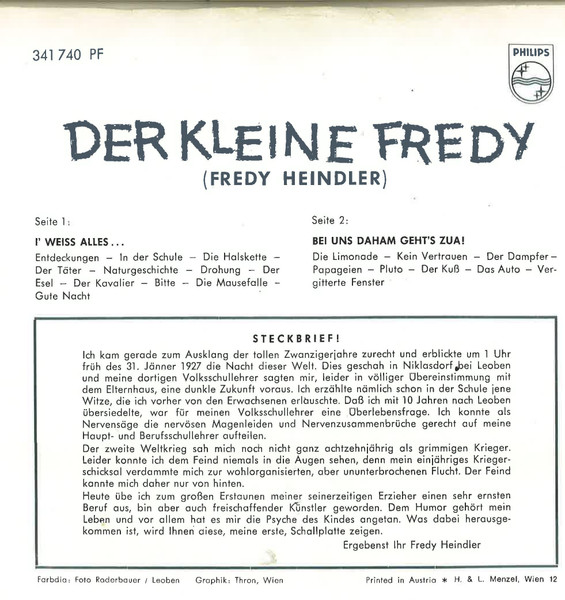 341 740 PF
PHILIPS
DER KLEINE FREDY
(FREDY HEINDLER)
Seite 1:
I' WEISS ALLES...
Entdeckungen – In der Schule – Die Halskette –
Der Täter – Naturgeschichte – Drohung – Der
Esel – Der Kavalier – Bitte – Die Mausefalle –
Gute Nacht
Seite 2:
BEI UNS DAHAM GEHT'S ZUA!
Die Limonade – Kein Vertrauen – Der Dampfer –
Papageien – Pluto – Der Kuß – Das Auto – Ver-
gitterte Fenster
STECKBRIEF!
Ich kam gerade zum Ausklang der tollen Zwanzigerjahre zurecht und erblickte um 1 Uhr
früh des 31. Jänner 1927 die Nacht dieser Welt. Dies geschah in Niklasdorf bei Leoben
und meine dortigen Volksschullehrer sagten mir, leider in völliger Übereinstimmung mit
dem Elternhaus, eine dunkle Zukunft voraus. Ich erzählte nämlich schon in der Schule jene
Witze, die ich vorher von den Erwachsenen erlauschte. Daß ich mit 10 Jahren nach Leoben
übersiedelte, war für meinen Volksschullehrer eine Überlebensfrage. Ich konnte als
Nervensäge die nervösen Magenleiden und Nervenzusammenbrüche gerecht auf meine
Haupt- und Berufsschullehrer aufteilen.
Der zweite Weltkrieg sah mich noch nicht ganz achtzehnjährig als grimmigen Krieger.
Leider konnte ich dem Feind niemals in die Augen sehen, denn mein einjähriges Krieger-
schicksal verdammte mich zur wohlorganisierten, aber ununterbrochenen Flucht. Der Feind
kannte mich daher nur von hinten.
Heute übe ich zum großen Erstaunen meiner seinerzeitigen Erzieher einen sehr ernsten
Beruf aus, bin aber auch freischaffender Künstler geworden. Dem Humor gehört mein
Leben und vor allem hat es mir die Psyche des Kindes angetan. Was dabei herausge-
kommen ist, wird Ihnen diese, meine erste, Schallplatte zeigen.
Ergebenst Ihr Fredy Heindler
Farbdia: Foto Raderbauer / Leoben Graphik: Thron, Wien Printed in Austria ✶ H. & L. Menzel, Wien 12